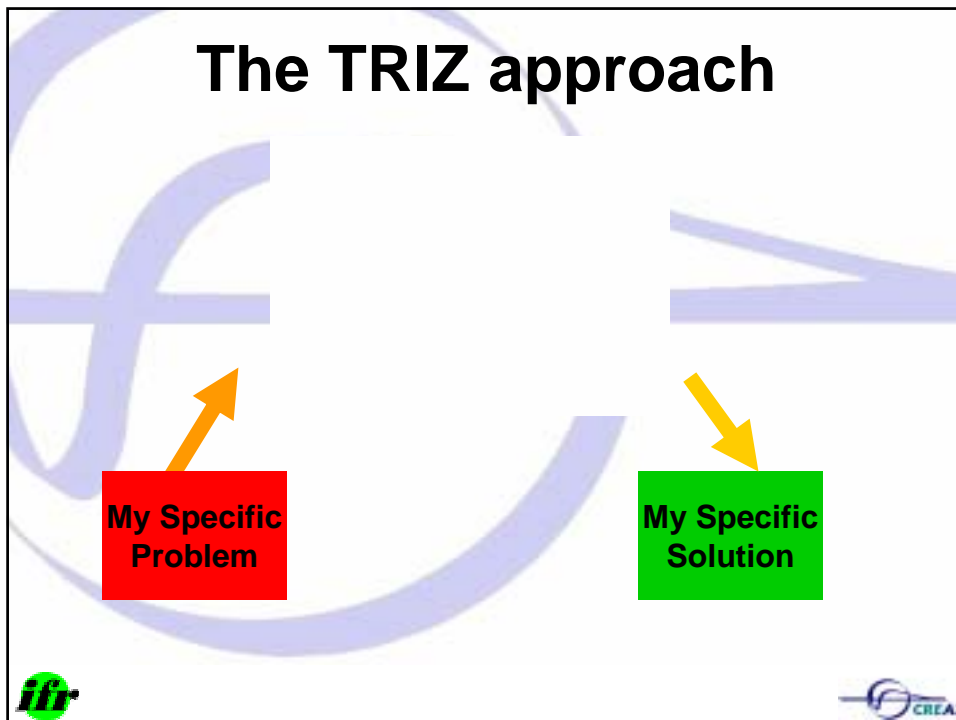 The TRIZ approach
My Specific
Problem
My Specific
Solution
ifr
CREA